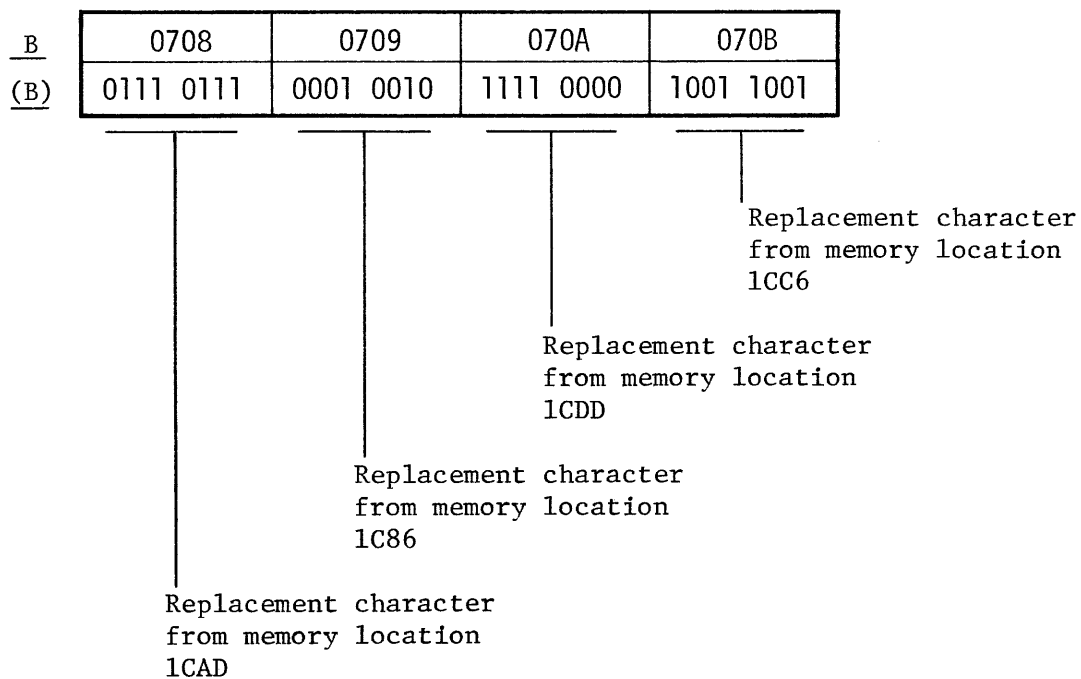 B 0708 0709 070A 070B
(B) 0111 0111 0001 0010 1111 0000 1001 1001
Replacement character
from memory location
1CC6
Replacement character
from memory location
1CDD
Replacement character
from memory location
1C86
Replacement character
from memory location
1CAD